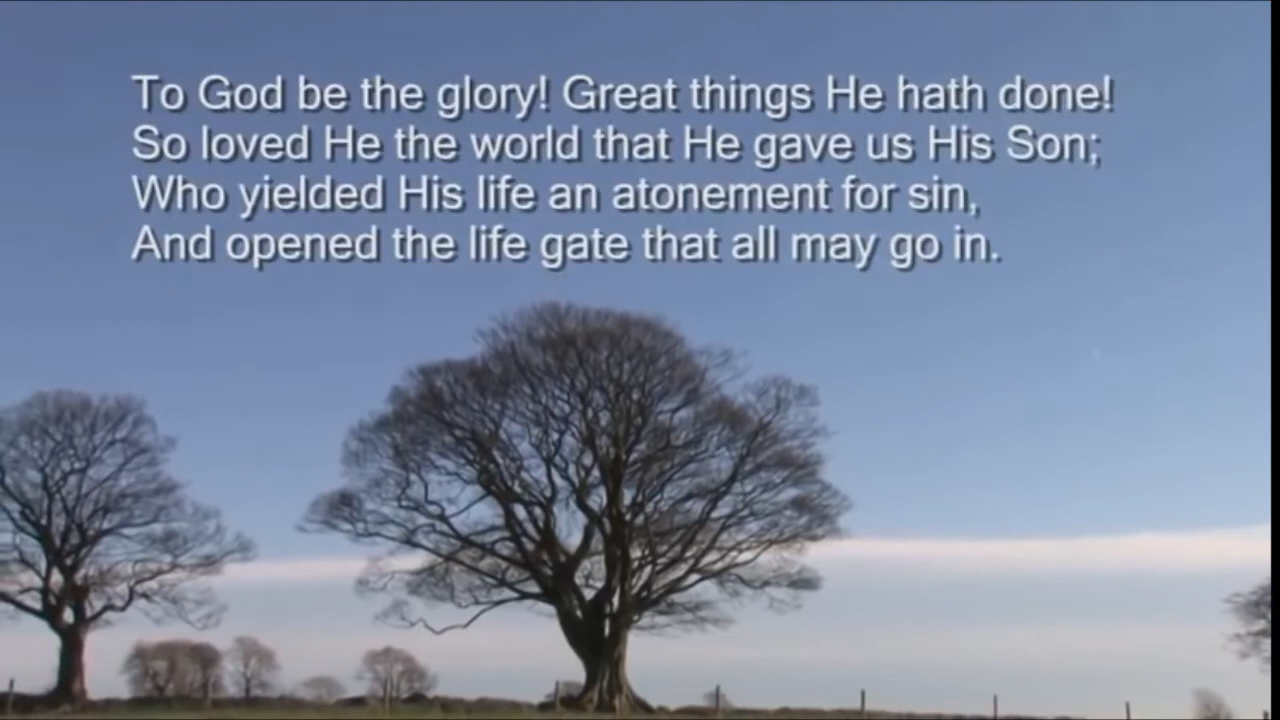 To God be the glory! Great things He hath done!
So loved He the world that He gave us His Son;
Who yielded His life an atonement for sin,
And opened the life gate that all may go in.